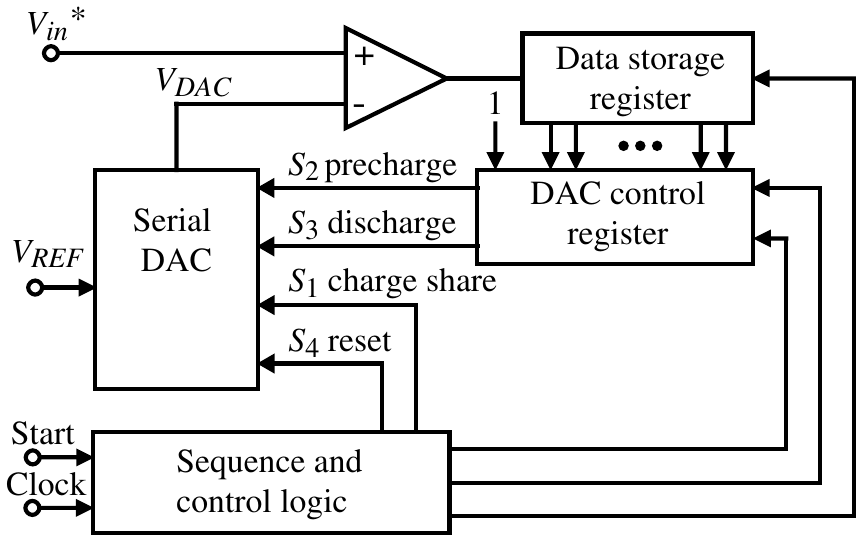 Vin*
VDAC
+
-
Data storage
register
1
•••
S2 precharge
S3 discharge
S1 charge share
S4 reset
DAC control
register
Serial
DAC
VREF
Start
Clock
Sequence and
control logic